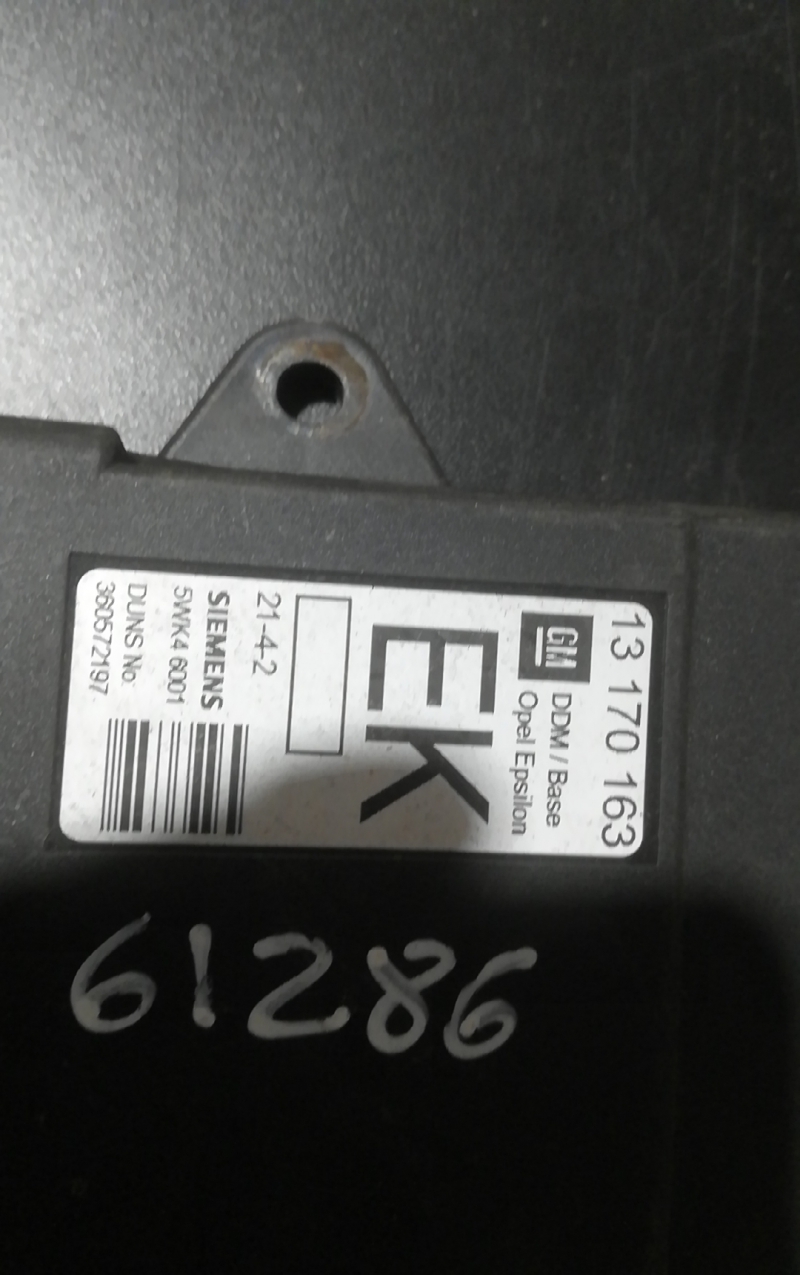 13 170 163
GM
DDM / Base
Opel Epsilon
EK
21-4-2
SIEMENS
5WK4 6001
DUNS No:
360572197
61286